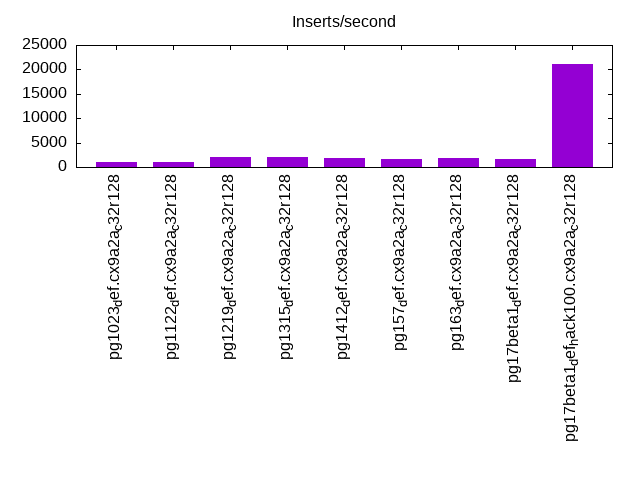 Inserts/second
25000
20000
15000
10000
5000
0
pg1023def.cx9a2ac32r128
pg1122def.cx9a2ac32r128
pg1219def.cx9a2ac32r128
pg1315def.cx9a2ac32r128
pg1412def.cx9a2ac32r128
pg157def.cx9a2ac32r128
pg163def.cx9a2ac32r128
pg17beta1def.cx9a2ac32r128
pg17beta1defhack100.cx9a2ac32r128